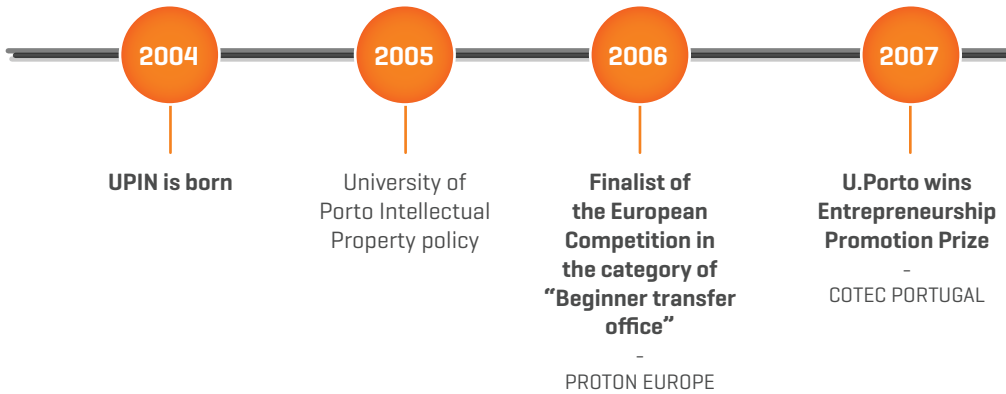 2004
UPIN is born
2005
University of
Porto Intellectual
Property policy
2006
Finalist of
the European
Competition in
the category of
“Beginner transfer
office”
-
PROTON EUROPE
2007
U.Porto wins
Entrepreneurship
Promotion Prize
-
COTEC PORTUGAL